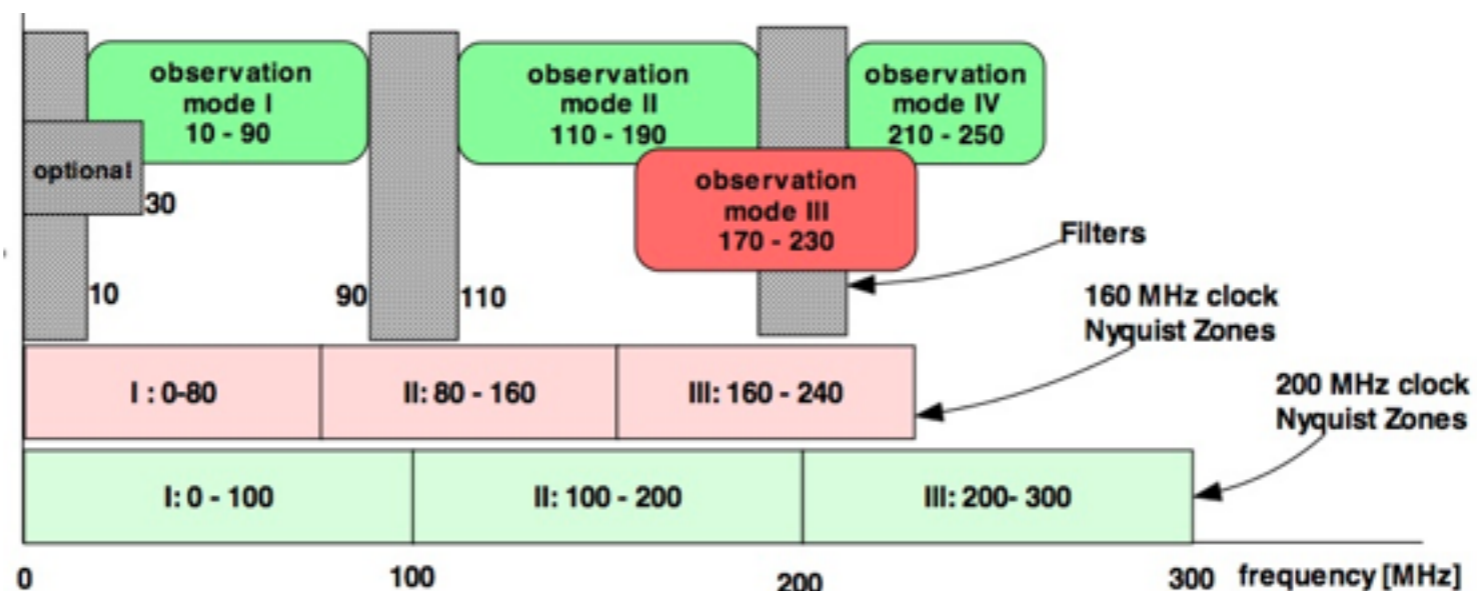 observation
mode I
10 - 90
observation
mode II
110 - 190
observation
mode IV
210 - 250
optional
30
observation
mode III
170 - 230
Filters
10
90
110
160 MHz clock
Nyquist Zones
I : 0-80
II: 80 - 160
III: 160 - 240
200 MHz clock
Nyquist Zones
I: 0 - 100
II: 100 - 200
III: 200- 300
0
100
200
300
frequency [MHz]